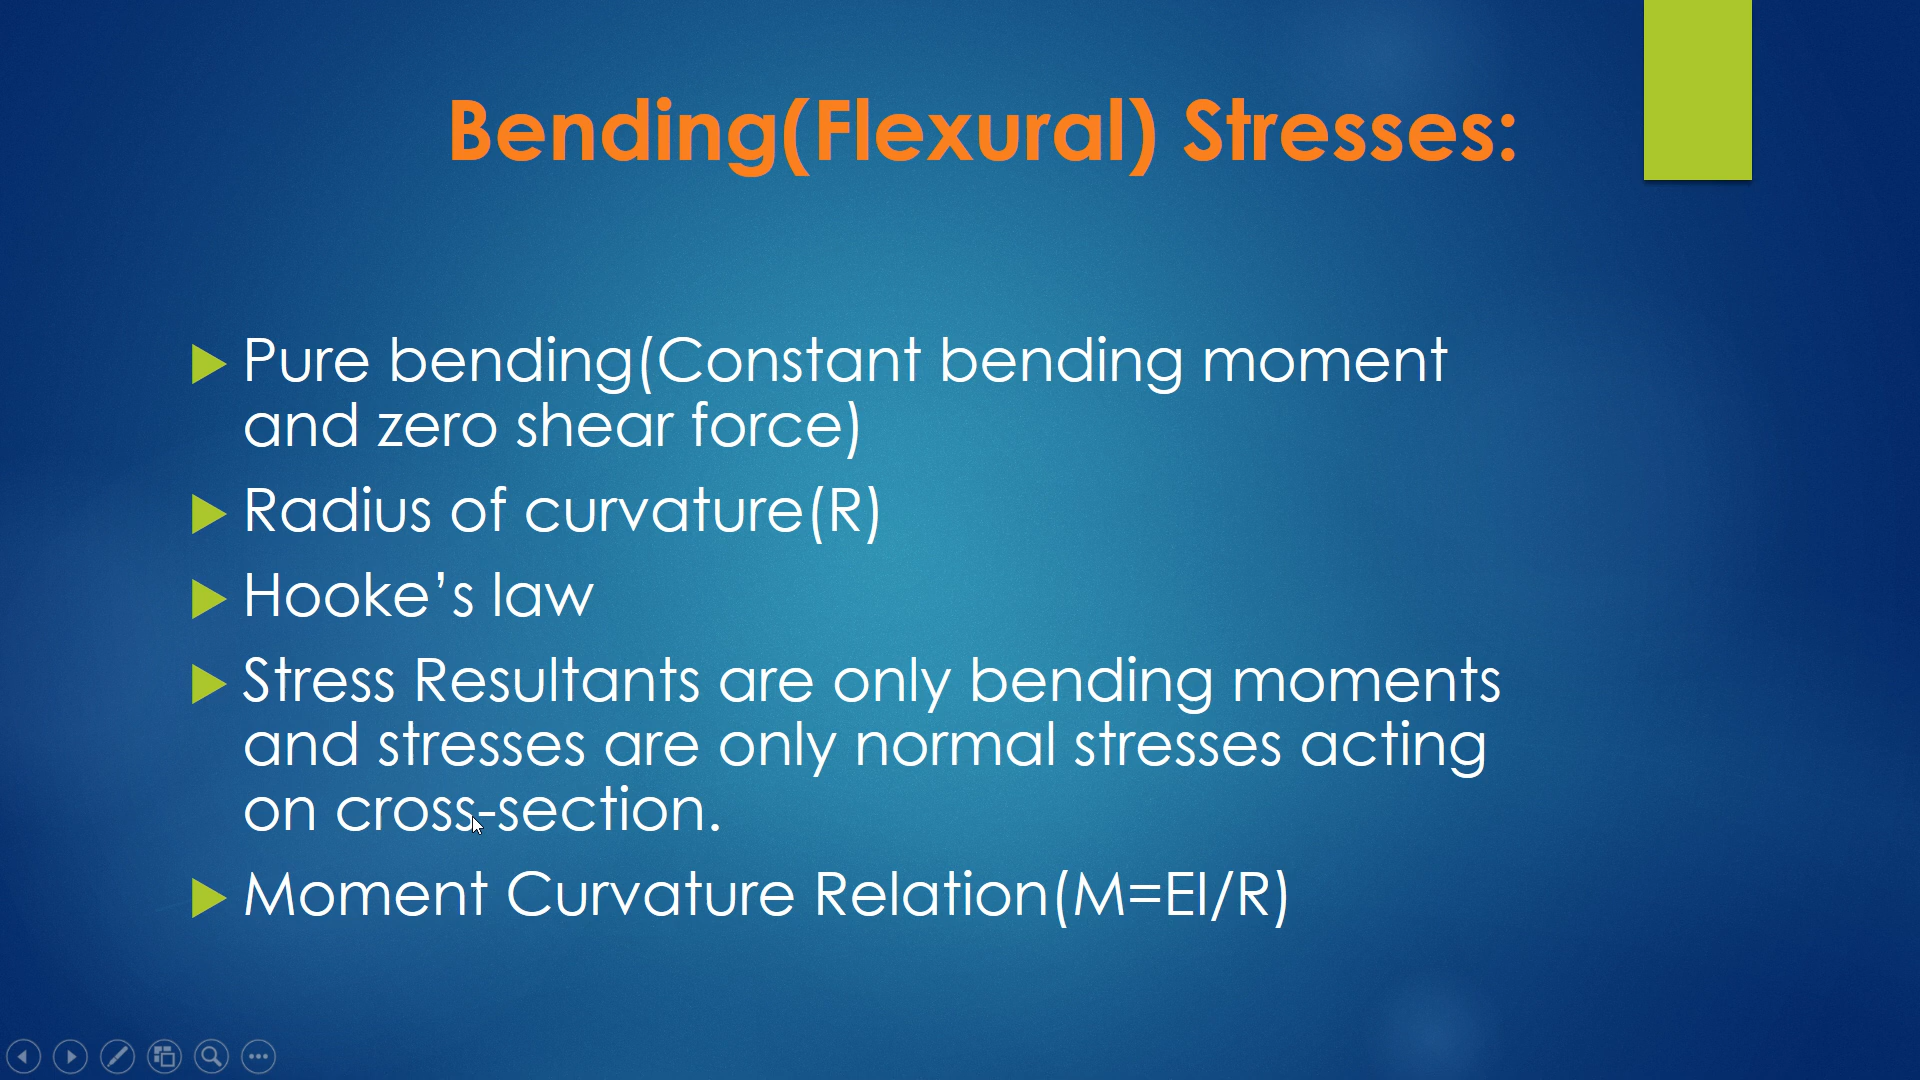 Bending(Flexural) Stresses:
Pure bending(Constant bending moment
and zero shear force)
Radius of curvature(R)
Hooke’s law
Stress Resultants are only bending moments
and stresses are only normal stresses acting
on cross-section.
Moment Curvature Relation(M=EI/R)